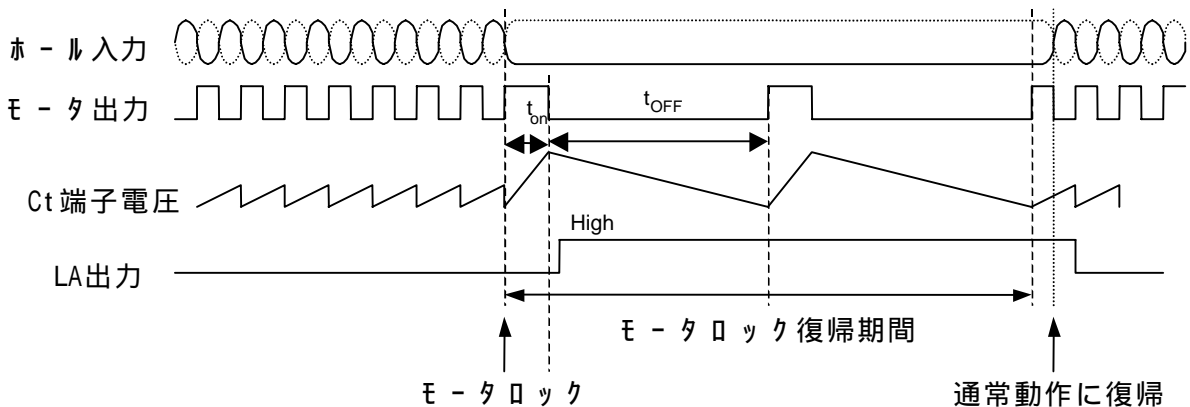 ホール入力
モータ出力
ton
tOFF
Ct端子電圧
High
LA出力
モータロック復帰期間
モータロック
通常動作に復帰